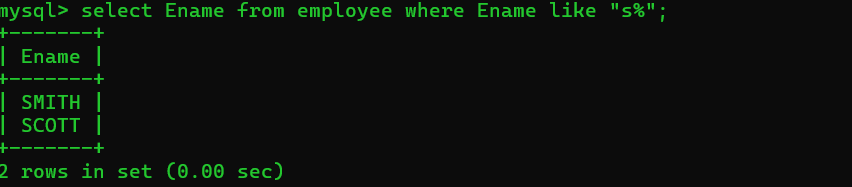 mysql> select Ename from employee where Ename like "s%";
+-------+
| Ename |
+-------+
| SMITH |
| SCOTT |
+-------+
2 rows in set (0.00 sec)